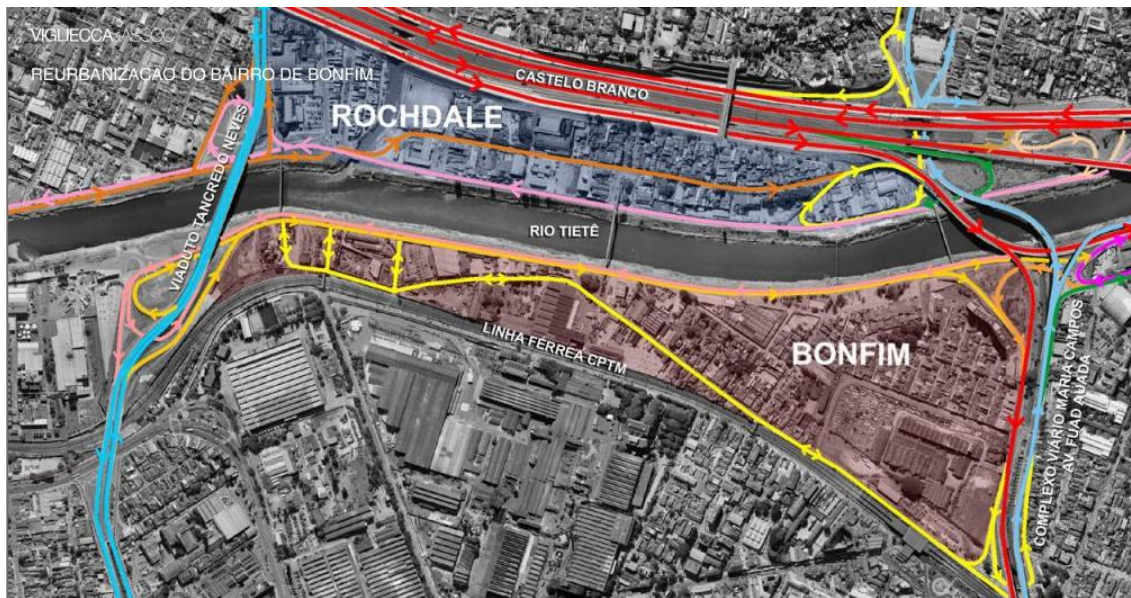 VIGLIECCA&ASSOC
REURBANIZAÇÃO DO BAIRRO DE BONFIM
CASTELO BRANCO
ROCHDALE
VIADUTO TANCREDO NEVES
RIO TIETÊ
LINHA FÉRREA CPTM
BONFIM
COMPLEXO VIÁRIO MARIA CAMPOS
AV. FUAD AUADA